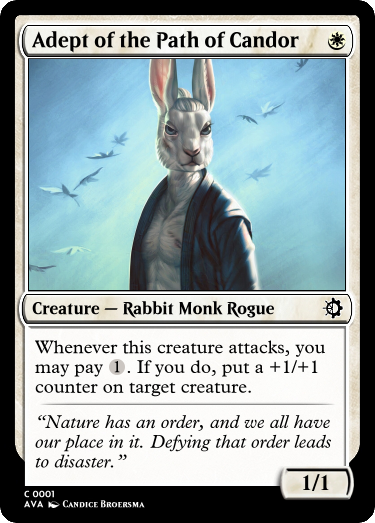 Adept of the Path of Candor
Creature — Rabbit Monk Rogue
Whenever this creature attacks, you
may pay 1. If you do, put a +1/+1
counter on target creature.
“Nature has an order, and we all have
our place in it. Defying that order leads
to disaster.”
1/1
C 0001
AVA Candice Broersma